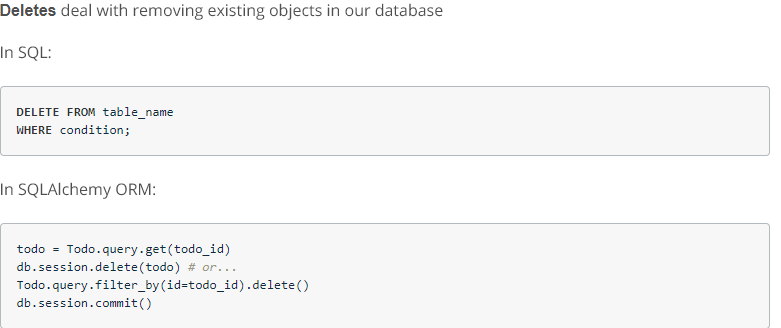 Deletes deal with removing existing objects in our database
In SQL:
DELETE FROM table_name
WHERE condition;
In SQLAlchemy ORM:
todo = Todo.query.get(todo_id)
db.session.delete(todo) # or...
Todo.query.filter_by(id=todo_id).delete()
db.session.commit()